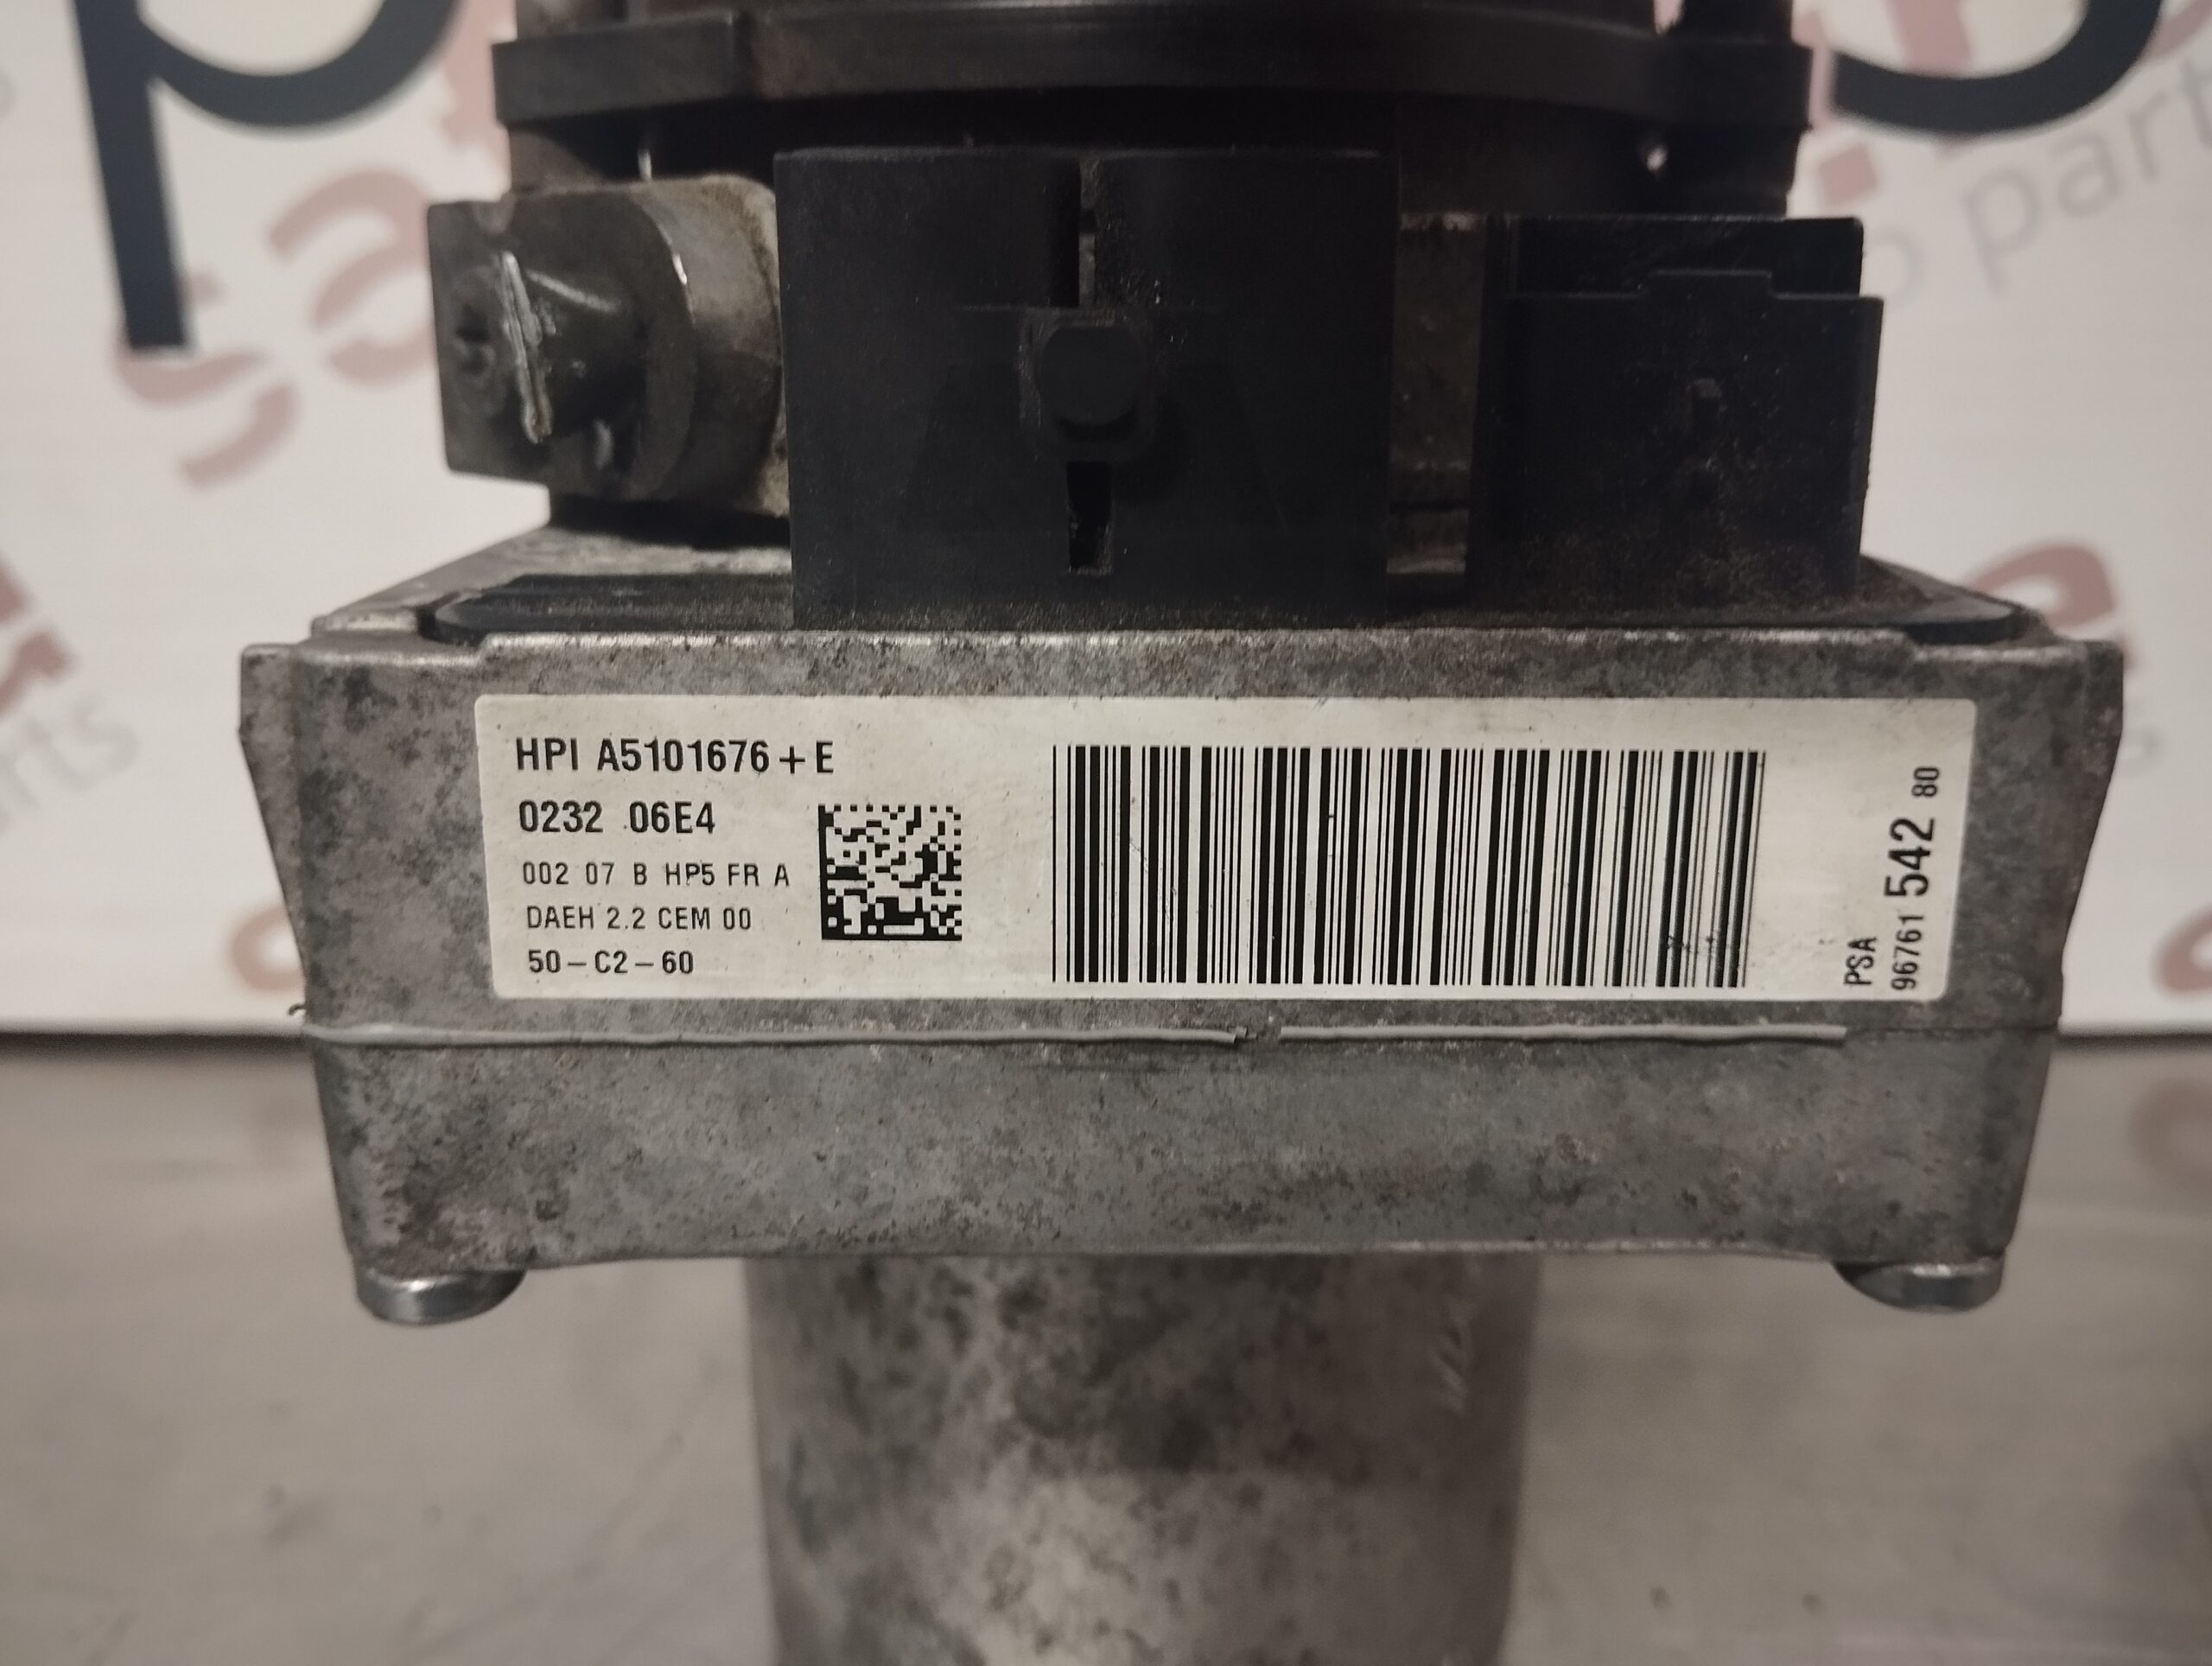 HPI A5101676+E
0232 06E4
002 07 B HP5 FR A
DAEH 2.2 CEM 00
50-C2-60
PSA
96761 542 80
parts